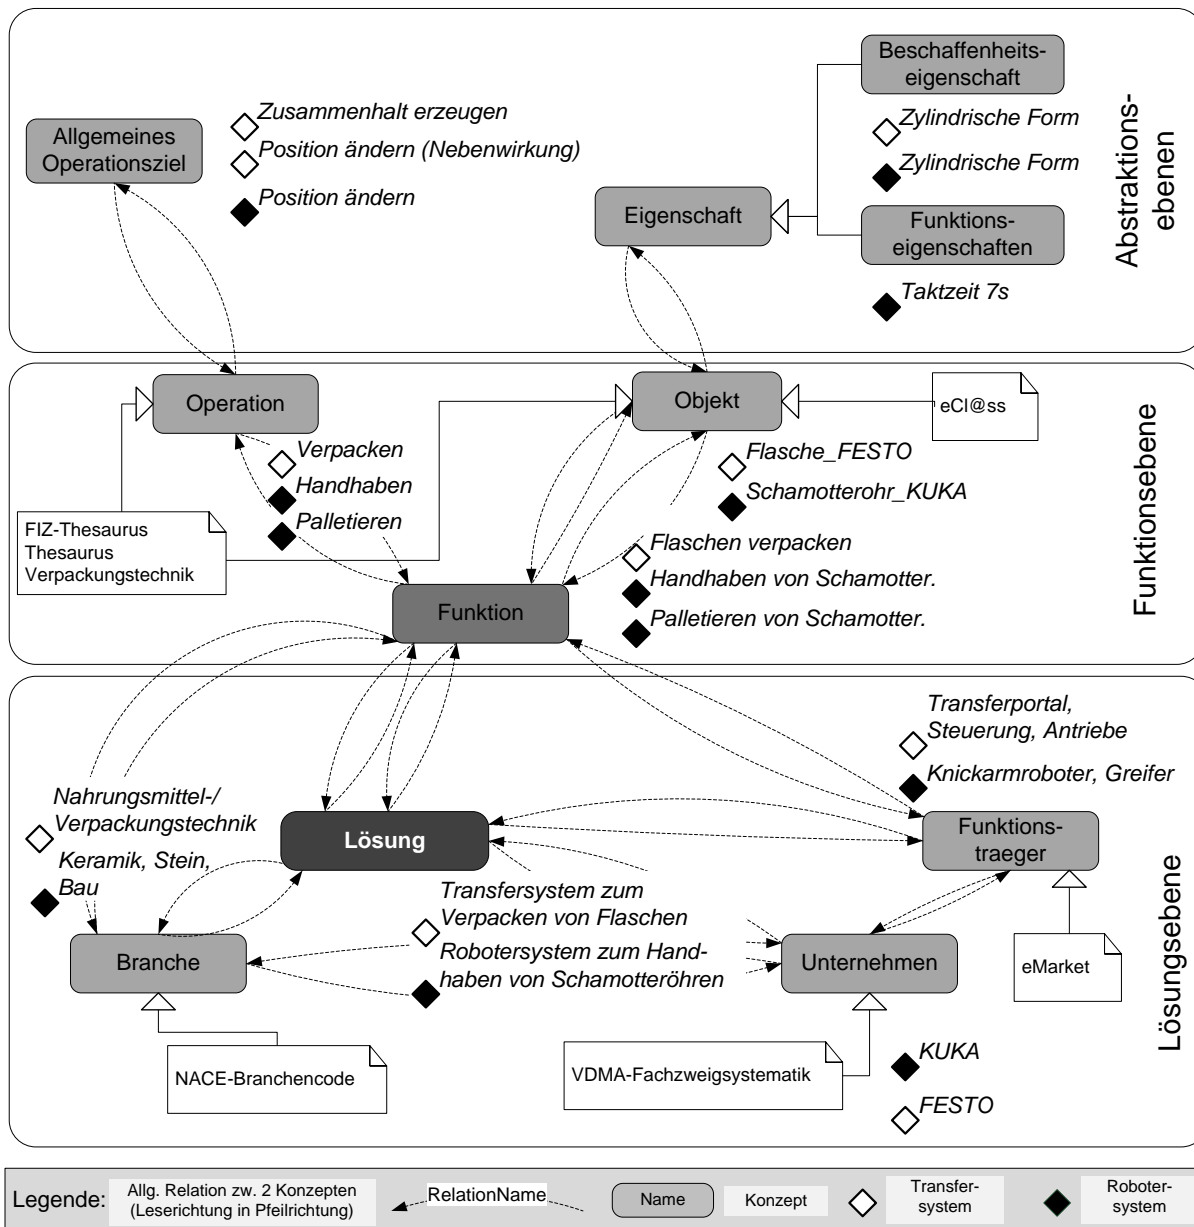 Beschaffenheits-
eigenschaft
Zusammenhalt erzeugen
Zylindrische Form
Allgemeines
Operationsziel
Position ändern (Nebenwirkung)
Zylindrische Form
Position ändern
Eigenschaft
Funktions-
eigenschaften
Taktzeit 7s
Abstraktions-
ebenen
Operation
Objekt
eCl@ss
Verpacken
Handhaben
Palletieren
Flasche_FESTO
Schamotterohr_KUKA
FIZ-Thesaurus
Thesaurus
Verpackungstechnik
Flaschen verpacken
Handhaben von Schamotter.
Palletieren von Schamotter.
Funktion
Funktionsebene
Transferportal,
Steuerung, Antriebe
Knickarmroboter, Greifer
Nahrungsmittel-/
Verpackungstechnik
Keramik, Stein,
Bau
Lösung
Funktions-
traeger
Transfersystem zum
Verpacken von Flaschen
Robotersystem zum Hand-
haben von Schamotteröhren
Branche
Unternehmen
eMarket
NACE-Branchencode
VDMA-Fachzweigsystematik
KUKA
FESTO
Lösungsebene
Legende:
Allg. Relation zw. 2 Konzepten
(Leserichtung in Pfeilrichtung)
RelationName
Name
Konzept
Transfer-
system
Roboter-
system